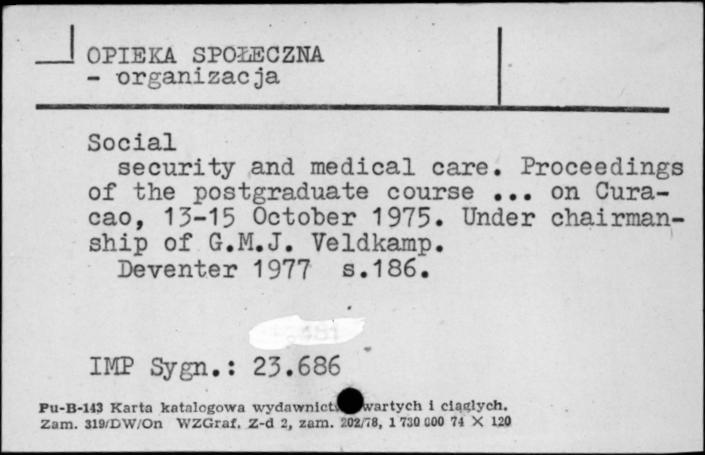 OPIEKA SPOŁECZNA
- organizacja
Social
security and medical care. Proceedings
of the postgraduate course ... on Cura-
cao, 13-15 October 1975. Under chairman-
ship of G.M.J. Veldkamp.
Deventer 1977 s.186.
IMP Sygn.: 23.686
Pu-B-143 Karta katalogowa wydawnictw zwartych i ciągłych.
Zam. 319/DW/On WZGraf. Z-d 2, zam. 202/78, 1 730 000 74 X 120